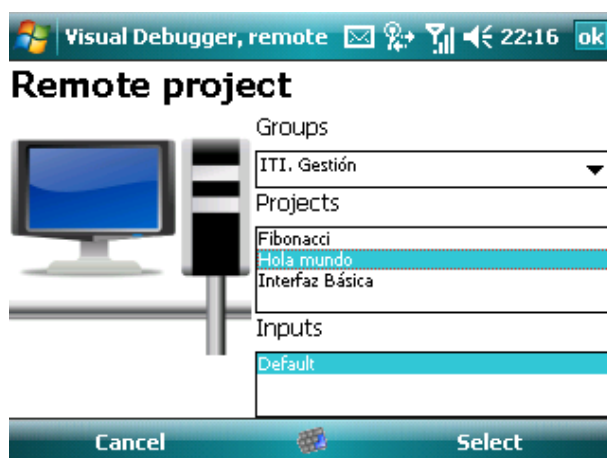 Visual Debugger, remote 22:16 ok
Remote project
Groups
ITI. Gestión
Projects
Fibonacci
Hola mundo
Interfaz Básica
Inputs
Default
Cancel Select